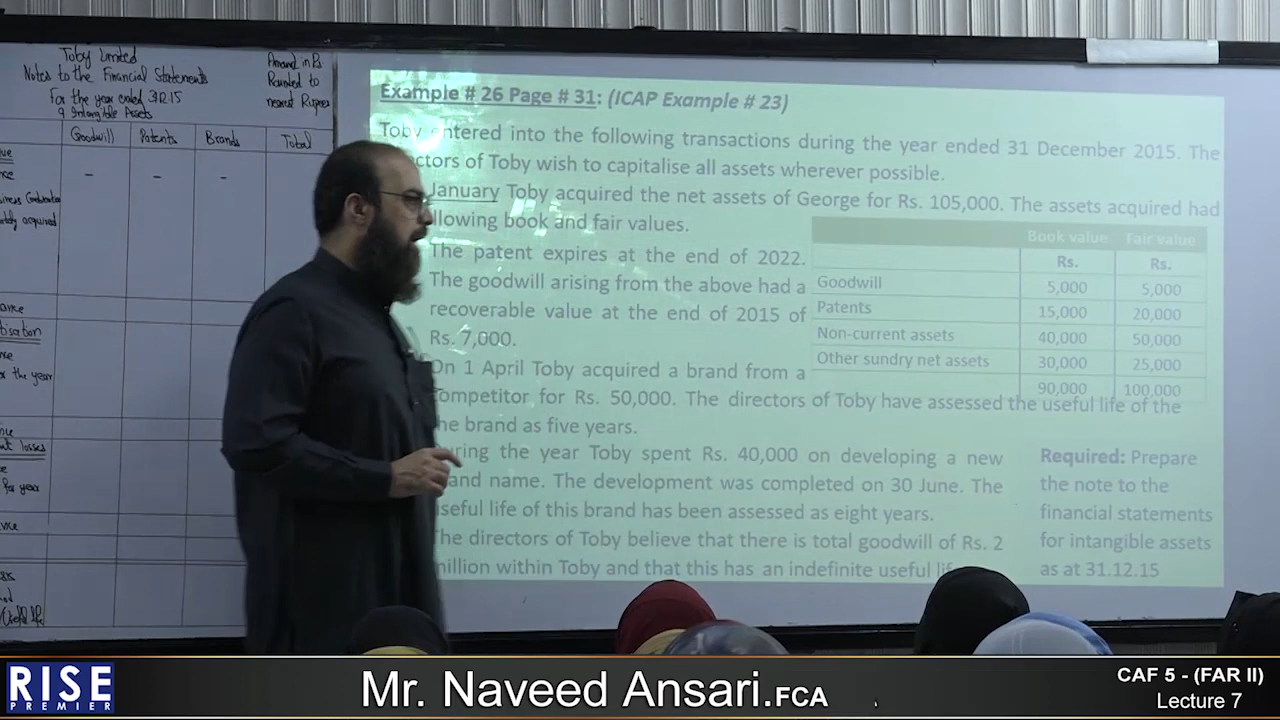 Toby Limited
Notes to the Financial Statements
For the year ended 31.12.15
9 Intangible Assets
Amount in Rs
Rounded to
nearest Rupees
Goodwill Patents Brands Total
- - -
for the year
losses
for year
Example # 26 Page # 31: (ICAP Example # 23)
Toby entered into the following transactions during the year ended 31 December 2015. The
ctors of Toby wish to capitalise all assets wherever possible.
January Toby acquired the net assets of George for Rs. 105,000. The assets acquired had
llowing book and fair values.
The patent expires at the end of 2022.
The goodwill arising from the above had a
recoverable value at the end of 2015 of
Rs. 7,000.
Book value Fair value
Rs. Rs.
Goodwill 5,000 5,000
Patents 15,000 20,000
Non-current assets 40,000 50,000
Other sundry net assets 30,000 25,000
90,000 100,000
On 1 April Toby acquired a brand from a
competitor for Rs. 50,000. The directors of Toby have assessed the useful life of the
he brand as five years.
uring the year Toby spent Rs. 40,000 on developing a new
and name. The development was completed on 30 June. The
useful life of this brand has been assessed as eight years.
The directors of Toby believe that there is total goodwill of Rs. 2
million within Toby and that this has an indefinite useful lif
Required: Prepare
the note to the
financial statements
for intangible assets
as at 31.12.15
RISE
PREMIER
Mr. Naveed Ansari.FCA
CAF 5 - (FAR II)
Lecture 7